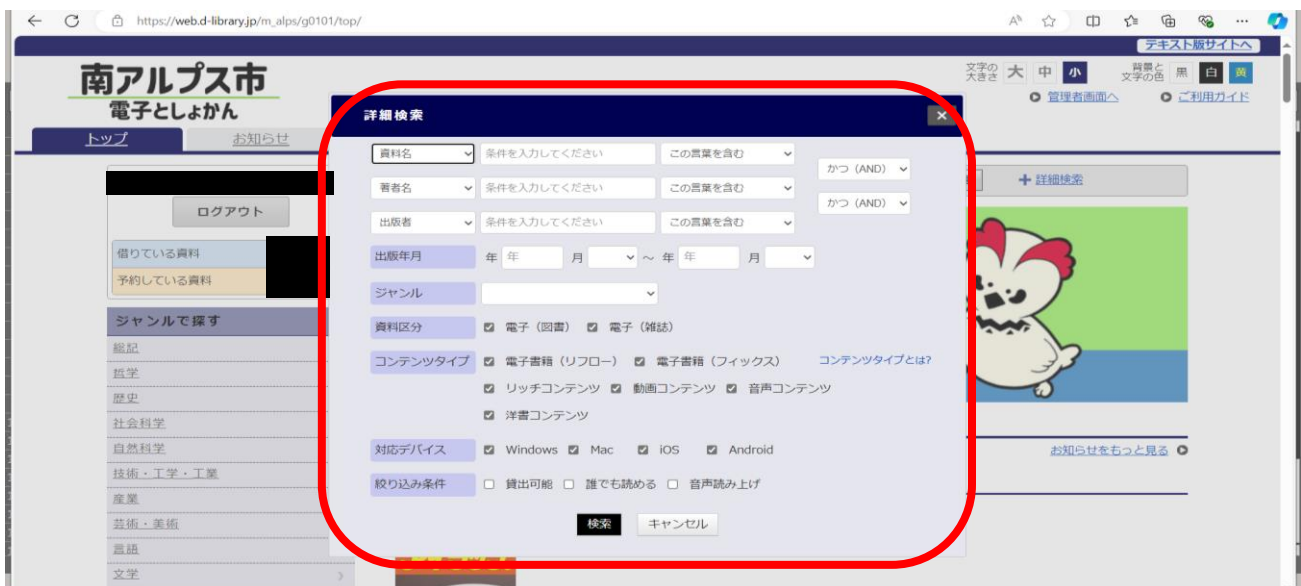 https://web.d-library.jp/m_alps/g0101/top/
テキスト版サイトへ
南アルプス市
電子としょかん
文字の大きさ 大 中 小 背景と文字の色 黒 白 黄
管理者画面へ ご利用ガイド
トップ お知らせ
詳細検索
資料名 条件を入力してください この言葉を含む
かつ（AND）
著者名 条件を入力してください この言葉を含む
かつ（AND）
出版者 条件を入力してください この言葉を含む
出版年月 年 年 月 ～ 年 年 月
ジャンル
資料区分 電子（図書） 電子（雑誌）
コンテンツタイプ 電子書籍（リフロー） 電子書籍（フィックス） コンテンツタイプとは?
リッチコンテンツ 動画コンテンツ 音声コンテンツ
洋書コンテンツ
対応デバイス Windows Mac iOS Android
絞り込み条件 貸出可能 誰でも読める 音声読み上げ
検索 キャンセル
詳細検索
ログアウト
借りている資料
予約している資料
ジャンルで探す
総記
哲学
歴史
社会科学
自然科学
技術・工学・工業
産業
芸術・美術
言語
文学
お知らせをもっと見る